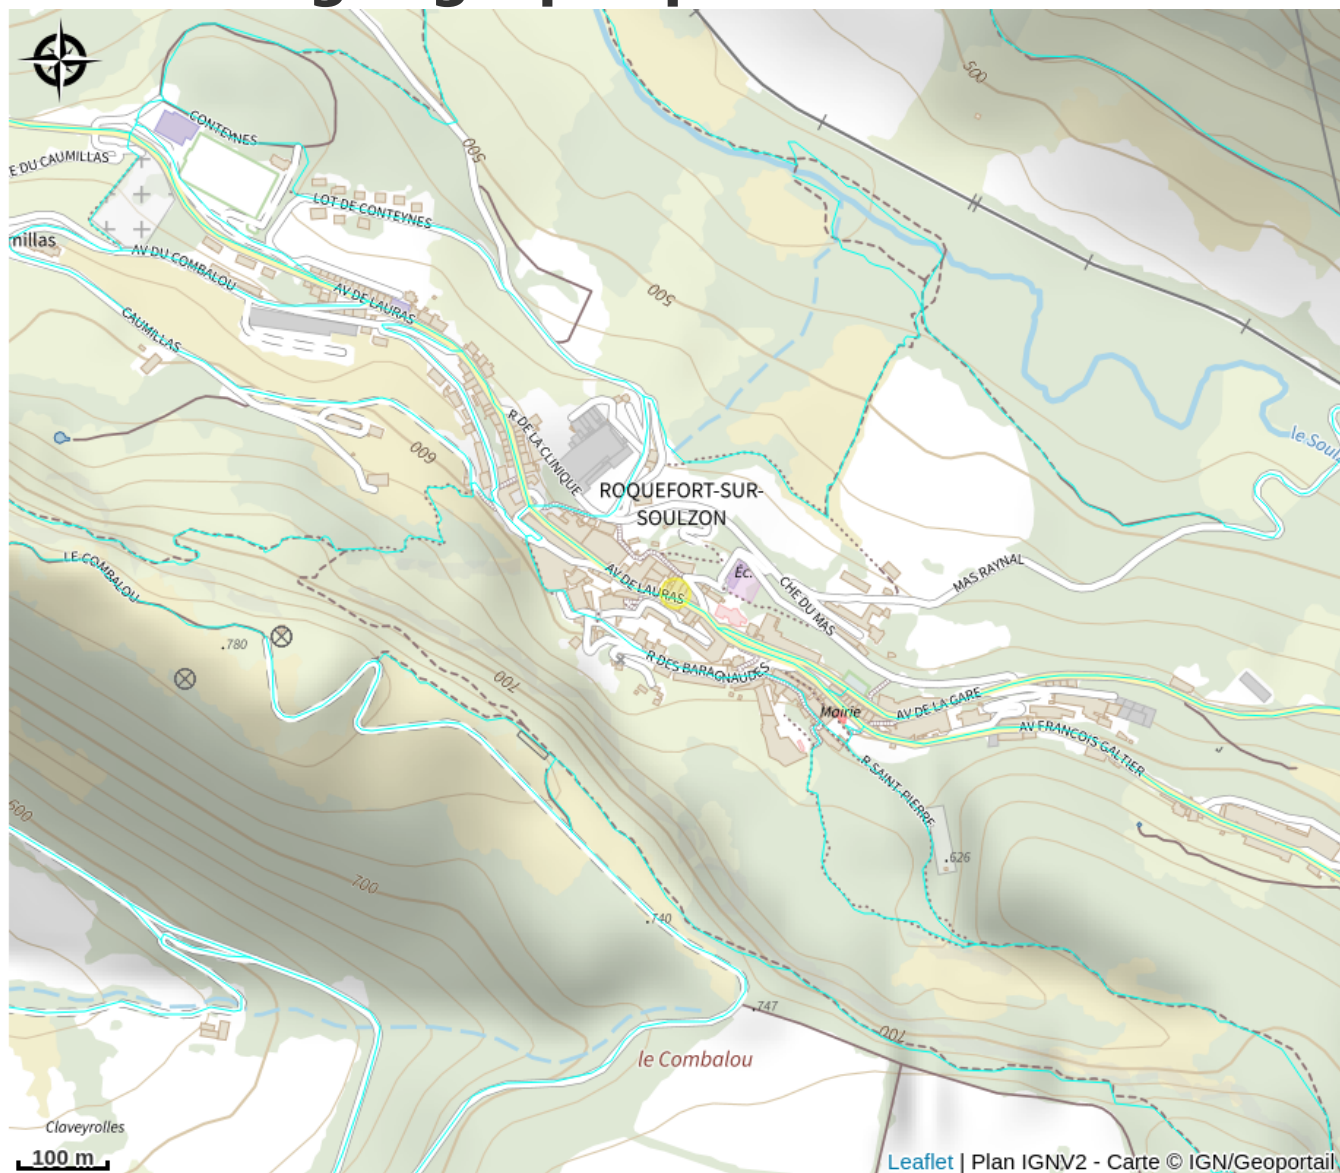 500
CONTEYNES
500
E DU CAUMILLAS
LOT DE CONTEYNES
millas
AV DU COMBALOU
AV DE LAURAS
500
CAUMILLAS
R DE LA CLINIQUE
600
le Soulz
ROQUEFORT-SUR-
SOULZON
LE COMBALOU
AV DE LAURAS
Éc.
CHE DU MAS
MAS RAYNAL
.780
R DES BARAGNAUDES
700
Mairie
AV DE LA GARE
AV FRANCOIS GALTIER
R SAINT-PIERRE
600
.626
700
.740
.747
700
le Combalou
Claveyrolles
100 m
Leaflet | Plan IGNV2 - Carte © IGN/Geoportail